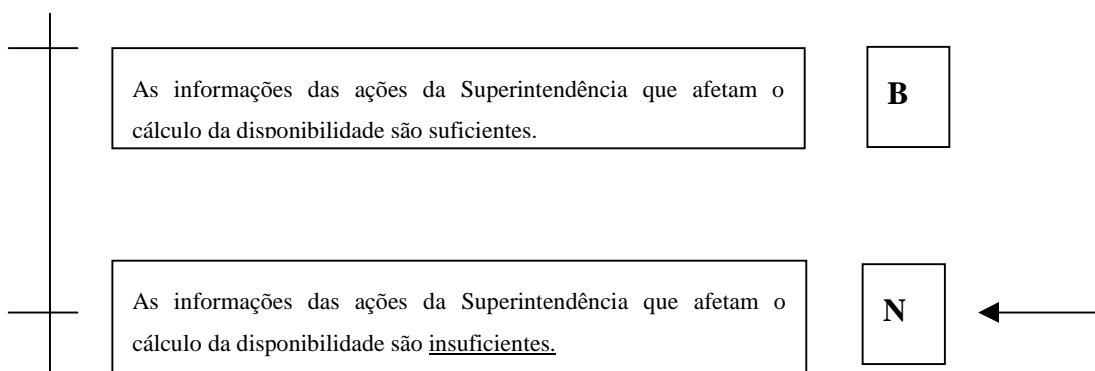 As informações das ações da Superintendência que afetam o
cálculo da disponibilidade são suficientes.
B
As informações das ações da Superintendência que afetam o
cálculo da disponibilidade são insuficientes.
N